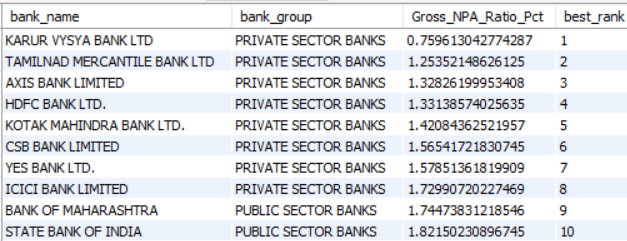 bank_name bank_group Gross_NPA_Ratio_Pct best_rank
KARUR VYSYA BANK LTD PRIVATE SECTOR BANKS 0.759613042774287 1
TAMILNAD MERCANTILE BANK LTD PRIVATE SECTOR BANKS 1.25352148626125 2
AXIS BANK LIMITED PRIVATE SECTOR BANKS 1.32826199953408 3
HDFC BANK LTD. PRIVATE SECTOR BANKS 1.33138574025635 4
KOTAK MAHINDRA BANK LTD. PRIVATE SECTOR BANKS 1.42084362521957 5
CSB BANK LIMITED PRIVATE SECTOR BANKS 1.56541721830745 6
YES BANK LTD. PRIVATE SECTOR BANKS 1.57851361819909 7
ICICI BANK LIMITED PRIVATE SECTOR BANKS 1.72990720227469 8
BANK OF MAHARASHTRA PUBLIC SECTOR BANKS 1.74473831218546 9
STATE BANK OF INDIA PUBLIC SECTOR BANKS 1.82150230896745 10